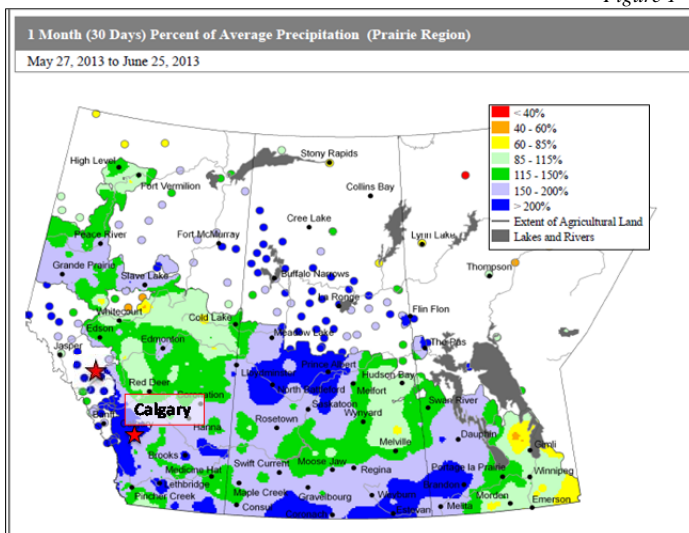 Figure 1
1 Month (30 Days) Percent of Average Precipitation (Prairie Region)
May 27, 2013 to June 25, 2013
< 40%
40 - 60%
60 - 85%
85 - 115%
115 - 150%
150 - 200%
> 200%
Extent of Agricultural Land
Lakes and Rivers
Stony Rapids
High Level
Fort Vermilion
Collins Bay
Cree Lake
Lynn Lake
Peace River
Fort McMurray
Thompson
Grande Prairie
Buffalo Narrows
Slave Lake
La Ronge
Flin Flon
Whitecourt
Cold Lake
Edson
Meadow Lake
The Pas
Jasper
Edmonton
Prince Albert
Lloydminster
Hudson Bay
Red Deer
North Battleford
Melfort
Coronation
Saskatoon
Swan River
Calgary
Wynyard
Banff
Rosetown
Hanna
Dauphin
Melville
Gimli
Brooks
Moose Jaw
Medicine Hat
Swift Current
Regina
Portage la Prairie
Winnipeg
Lethbridge
Brandon
Pincher Creek
Maple Creek
Gravelbourg
Weyburn
Morden
Emerson
Consul
Coronach
Estevan
Melita